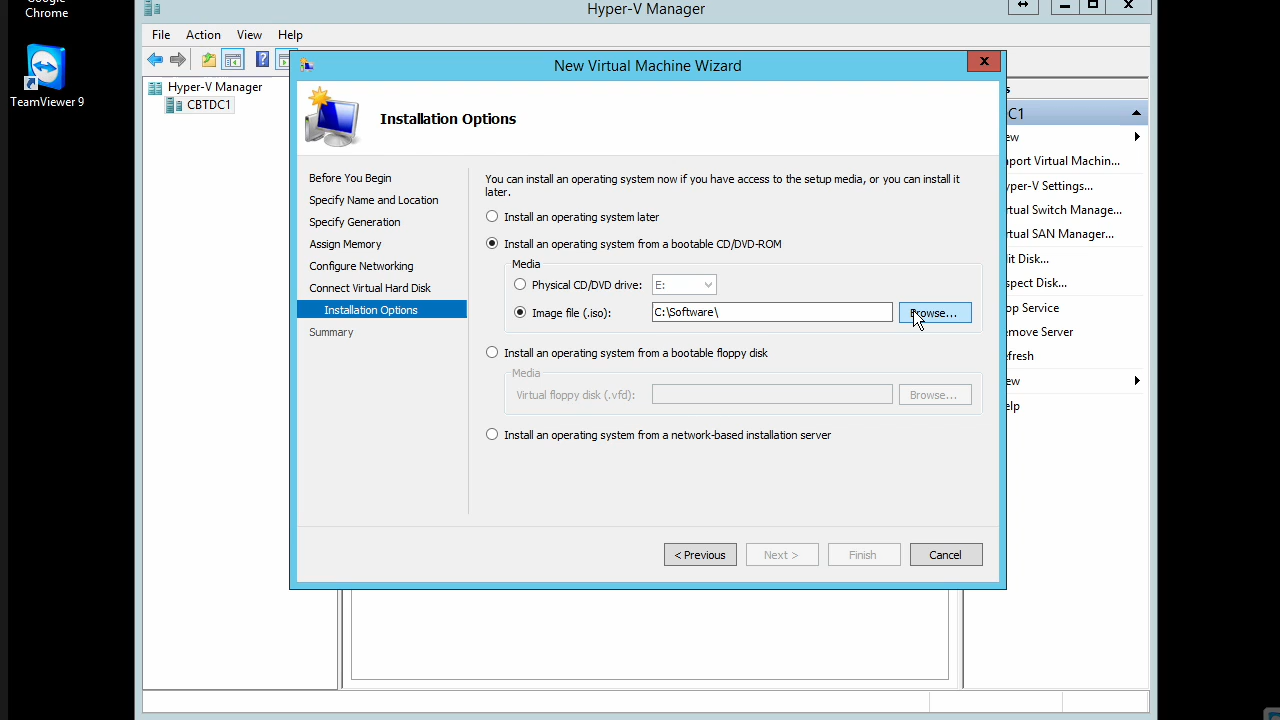 Google
Chrome
TeamViewer 9
Hyper-V Manager
File Action View Help
Hyper-V Manager
CBTDC1
New Virtual Machine Wizard
Installation Options
Before You Begin
Specify Name and Location
Specify Generation
Assign Memory
Configure Networking
Connect Virtual Hard Disk
Installation Options
Summary
You can install an operating system now if you have access to the setup media, or you can install it
later.
Install an operating system later
Install an operating system from a bootable CD/DVD-ROM
Media
Physical CD/DVD drive: E:
Image file (.iso): C:\Software\ Browse...
Install an operating system from a bootable floppy disk
Media
Virtual floppy disk (.vfd): Browse...
Install an operating system from a network-based installation server
< Previous Next > Finish Cancel
s
C1
ew
port Virtual Machin...
yper-V Settings...
rtual Switch Manage...
rtual SAN Manager...
it Disk...
spect Disk...
op Service
emove Server
fresh
ew
elp